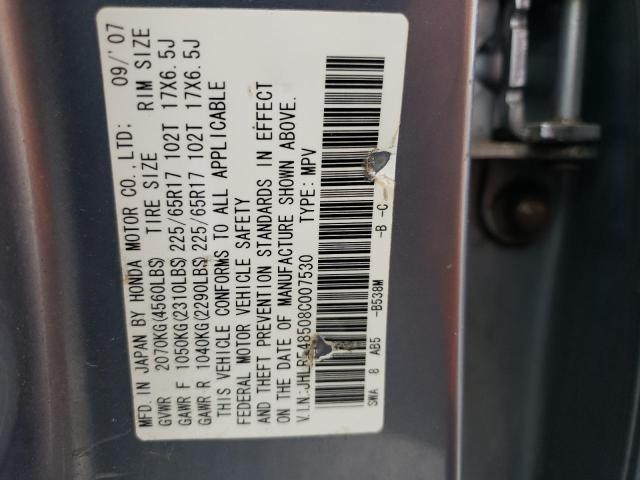 MFD. IN JAPAN BY HONDA MOTOR CO., LTD; 09/'07
GVWR 2070KG(4560LBS) TIRE SIZE RIM SIZE
GAWR F 1050KG(2310LBS) 225/65R17 102T 17X6.5J
GAWR R 1040KG(2290LBS) 225/65R17 102T 17X6.5J
THIS VEHICLE CONFORMS TO ALL APPLICABLE
FEDERAL MOTOR VEHICLE SAFETY
AND THEFT PREVENTION STANDARDS IN EFFECT
ON THE DATE OF MANUFACTURE SHOWN ABOVE.
V.I.N.: TYPE: MPV
SWA 8 AB5 -B538M -B -C